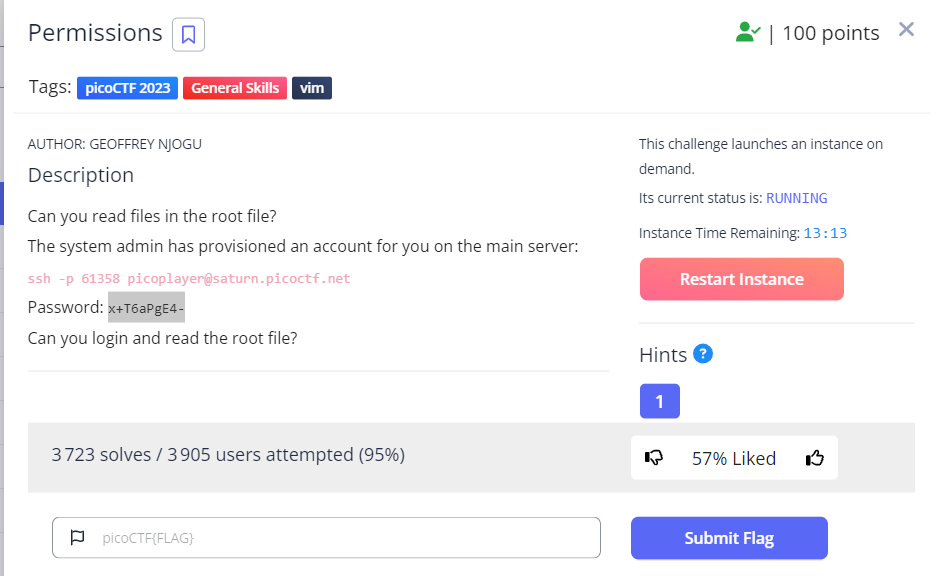 Permissions
| 100 points
Tags: picoCTF 2023 General Skills vim
AUTHOR: GEOFFREY NJOGU
Description
Can you read files in the root file?
The system admin has provisioned an account for you on the main server:
ssh -p 61358 picoplayer@saturn.picoctf.net
Password: x+T6aPgE4-
Can you login and read the root file?
This challenge launches an instance on
demand.
Its current status is: RUNNING
Instance Time Remaining: 13:13
Restart Instance
Hints ?
1
3 723 solves / 3 905 users attempted (95%)
57% Liked
picoCTF{FLAG}
Submit Flag